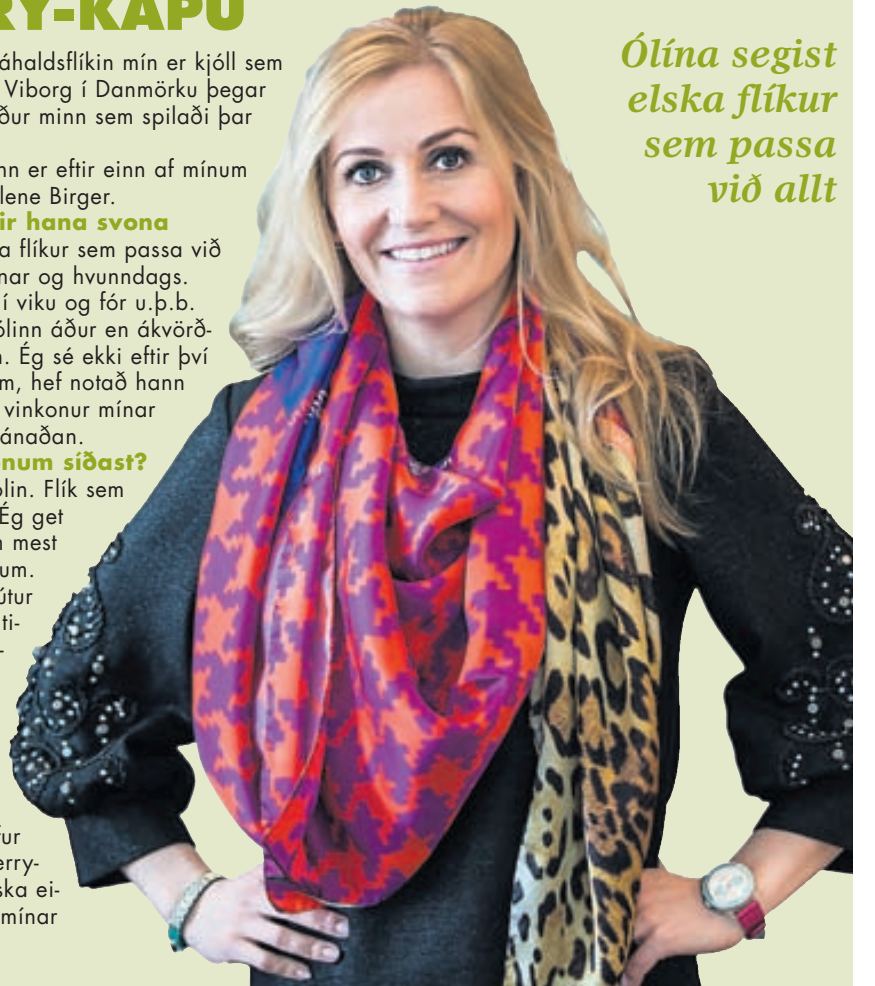 RY-KÁPU
áhaldsflíkin mín er kjóll sem
Viborg í Danmörku þegar
ður minn sem spilaði þar
nn er eftir einn af mínum
lene Birger.
ir hana svona
a flíkur sem passa við
nar og hvunndags.
í viku og fór u.þ.b.
ólinn áður en ákvörð-
n. Ég sé ekki eftir því
m, hef notað hann
vinkonur mínar
ánaðan.
num síðast?
ólin. Flík sem
Ég get
n mest
um.
útur
ti-
-
fur
erry-
ska ei-
mínar
Ólína segist
elska flíkur
sem passa
við allt